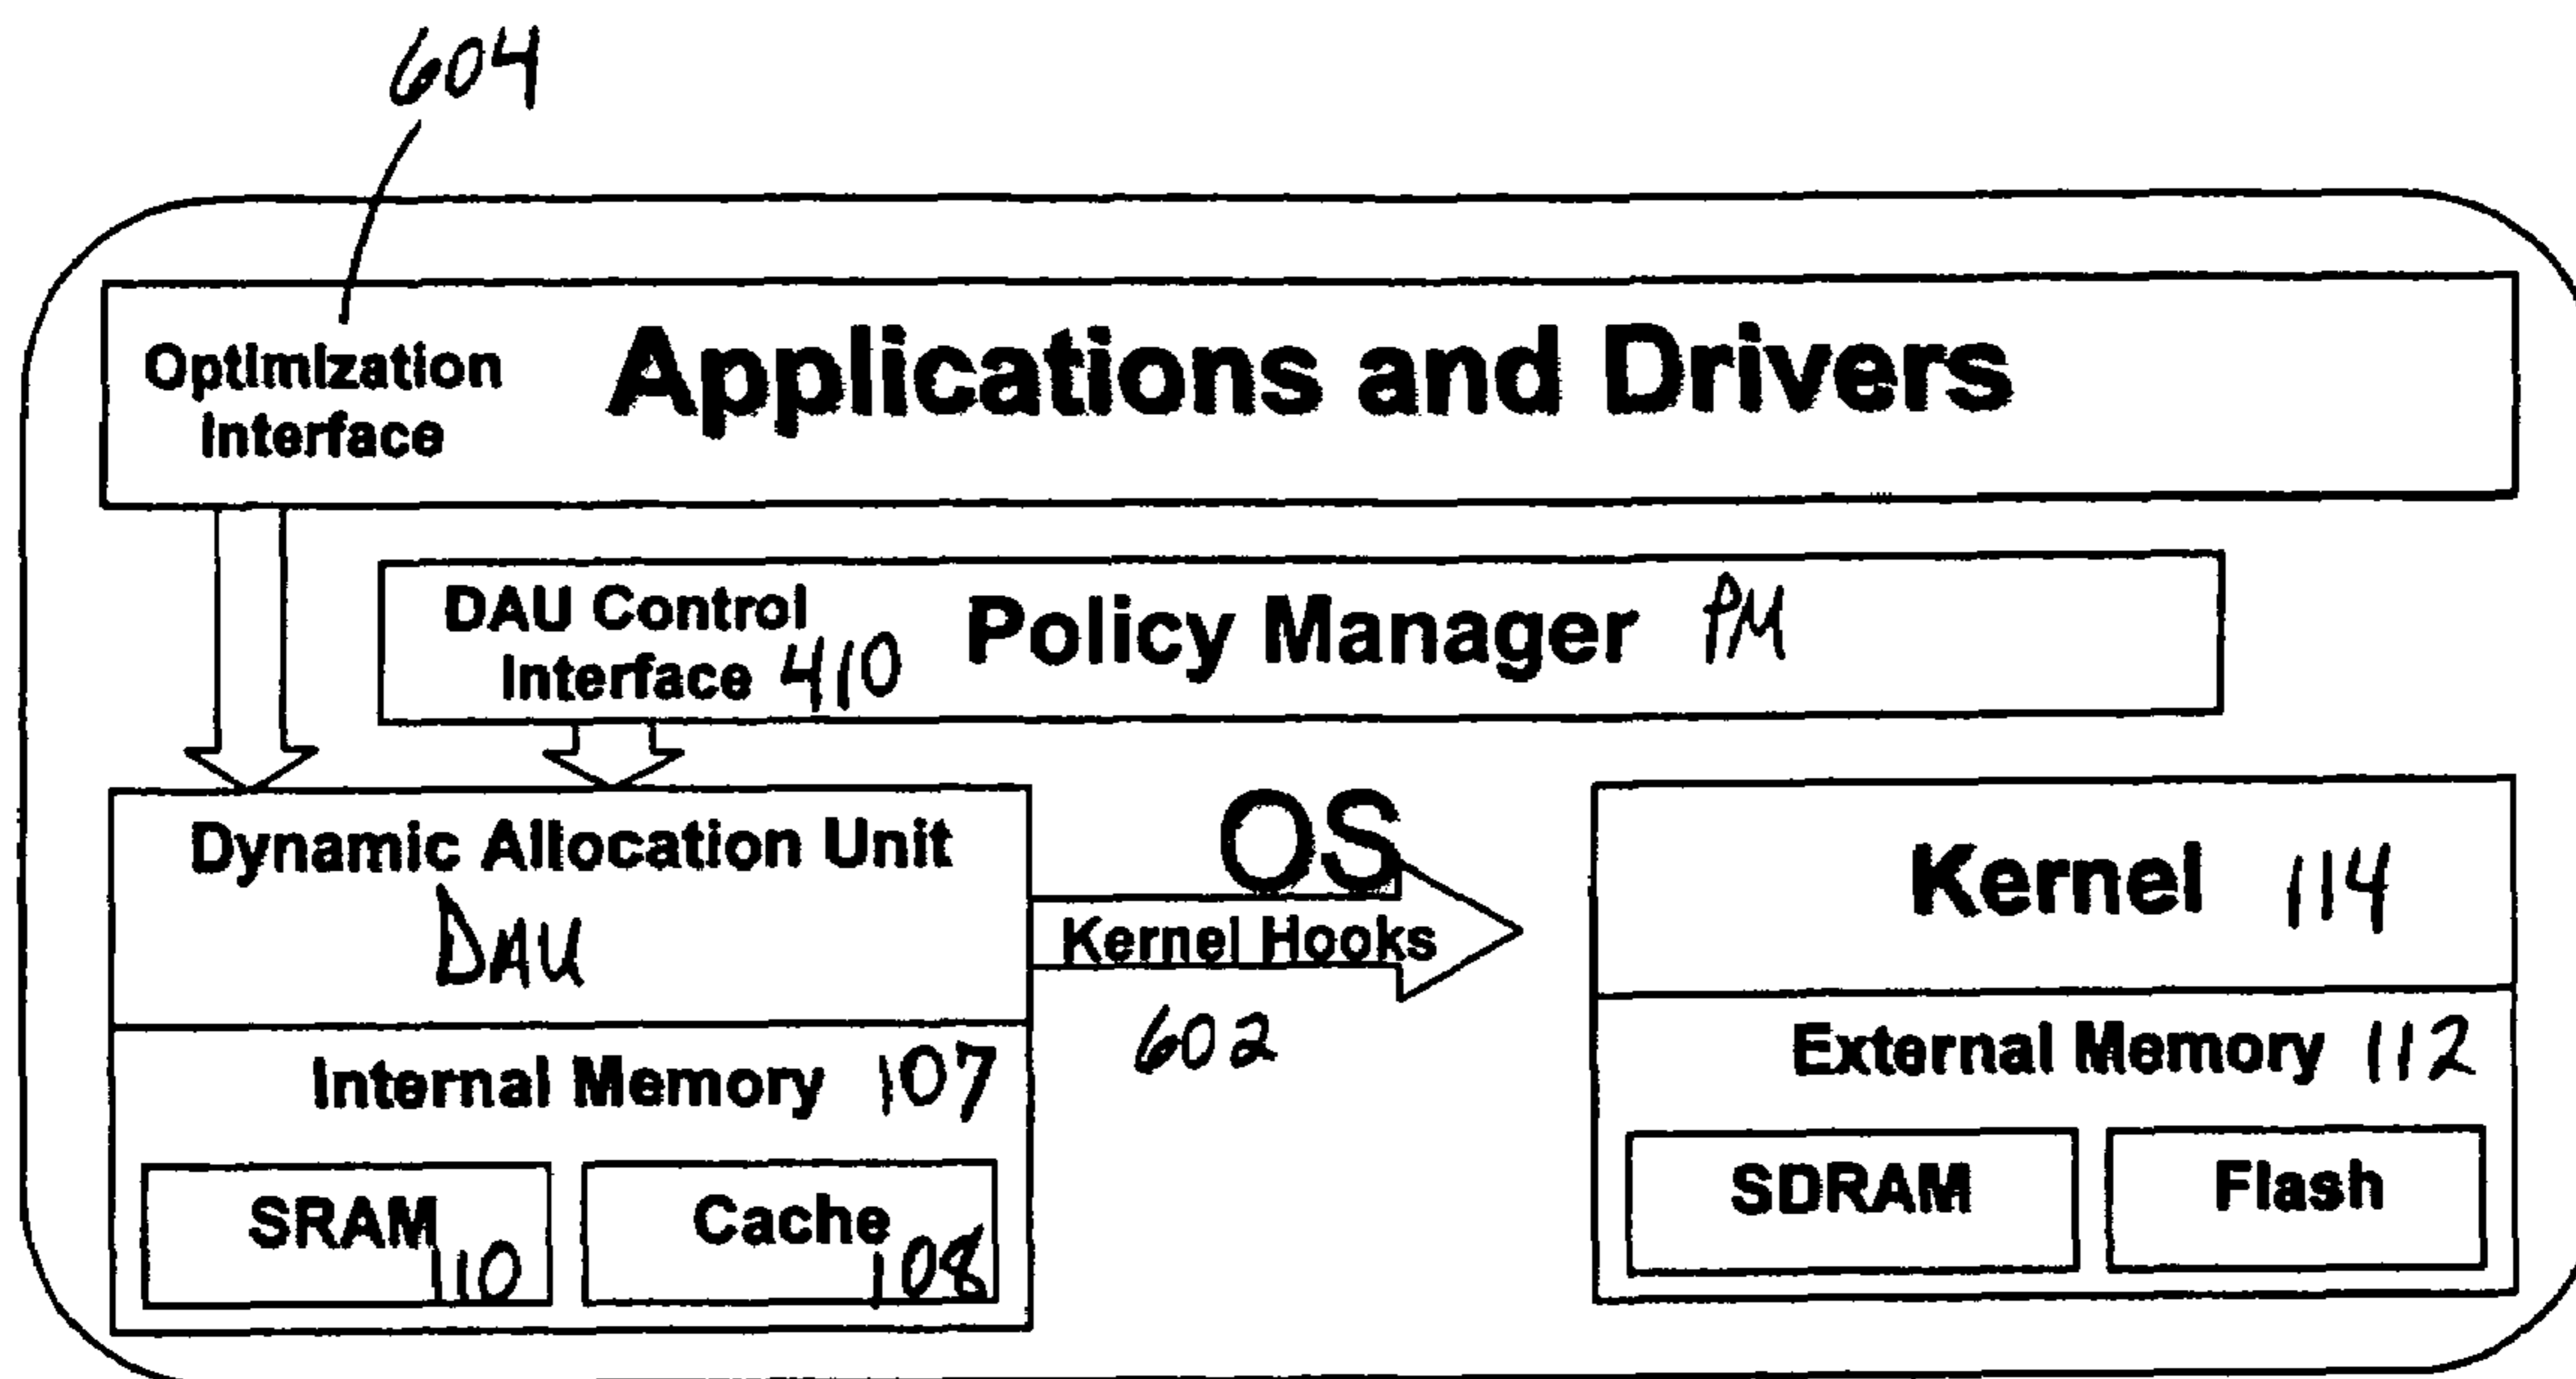 604
Optimization
Interface
Applications and Drivers
DAU Control
Interface 410
Policy Manager PM
Dynamic Allocation Unit
DAU
OS
Kernel Hooks
602
Kernel 114
Internal Memory 107
External Memory 112
SRAM 110
Cache 108
SDRAM
Flash